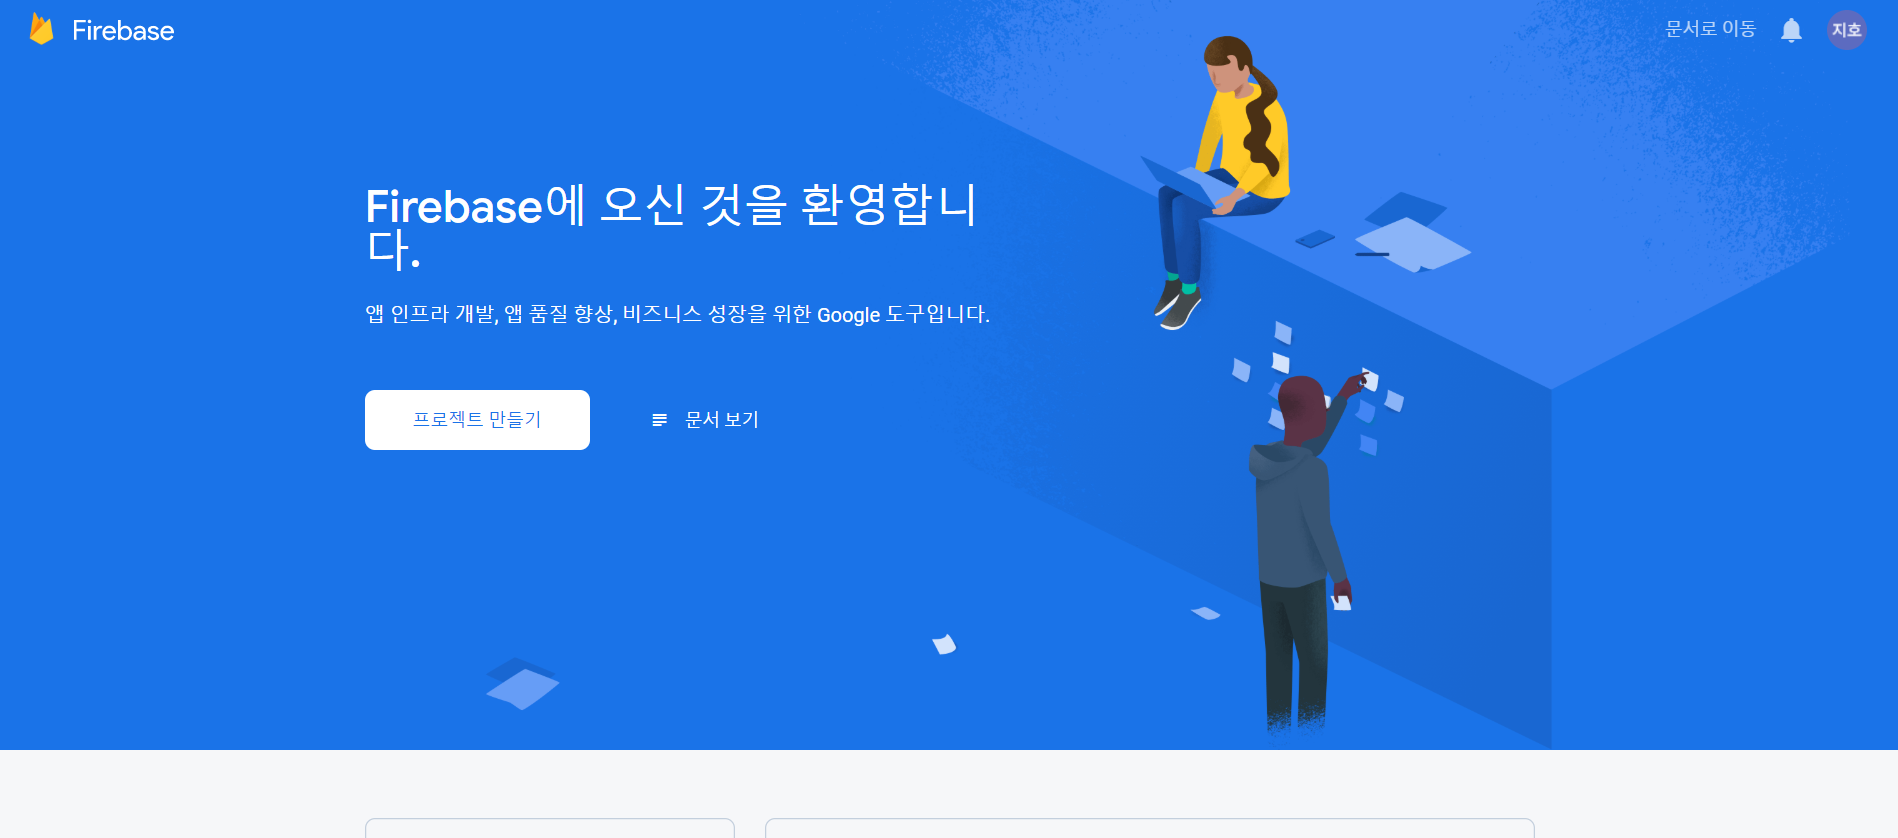 Firebase
문서로 이동
지호
Firebase에 오신 것을 환영합니
다.
앱 인프라 개발, 앱 품질 향상, 비즈니스 성장을 위한 Google 도구입니다.
프로젝트 만들기
문서 보기